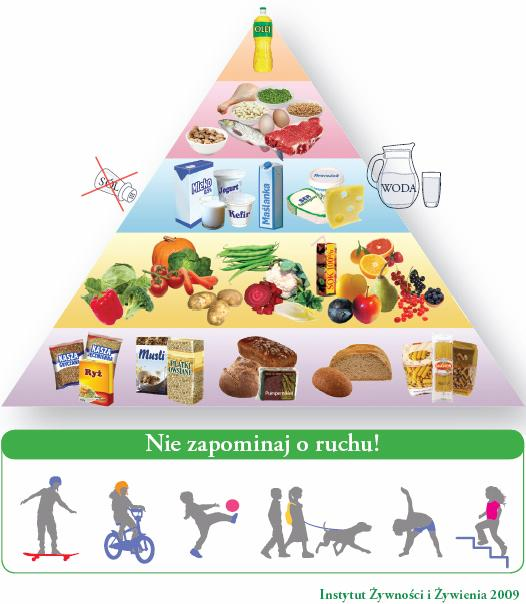 OLEJ
SÓL
WODA
Mleko
Jogurt
Kefir
Maślanka
SOK 100%
KASZA
GRYCZANA
KASZA
JĘCZMIENNA
Ryż
Musli
PŁATKI
OWSIANE
Pumpernikiel
Nie zapominaj o ruchu!
Instytut Żywności i Żywienia 2009